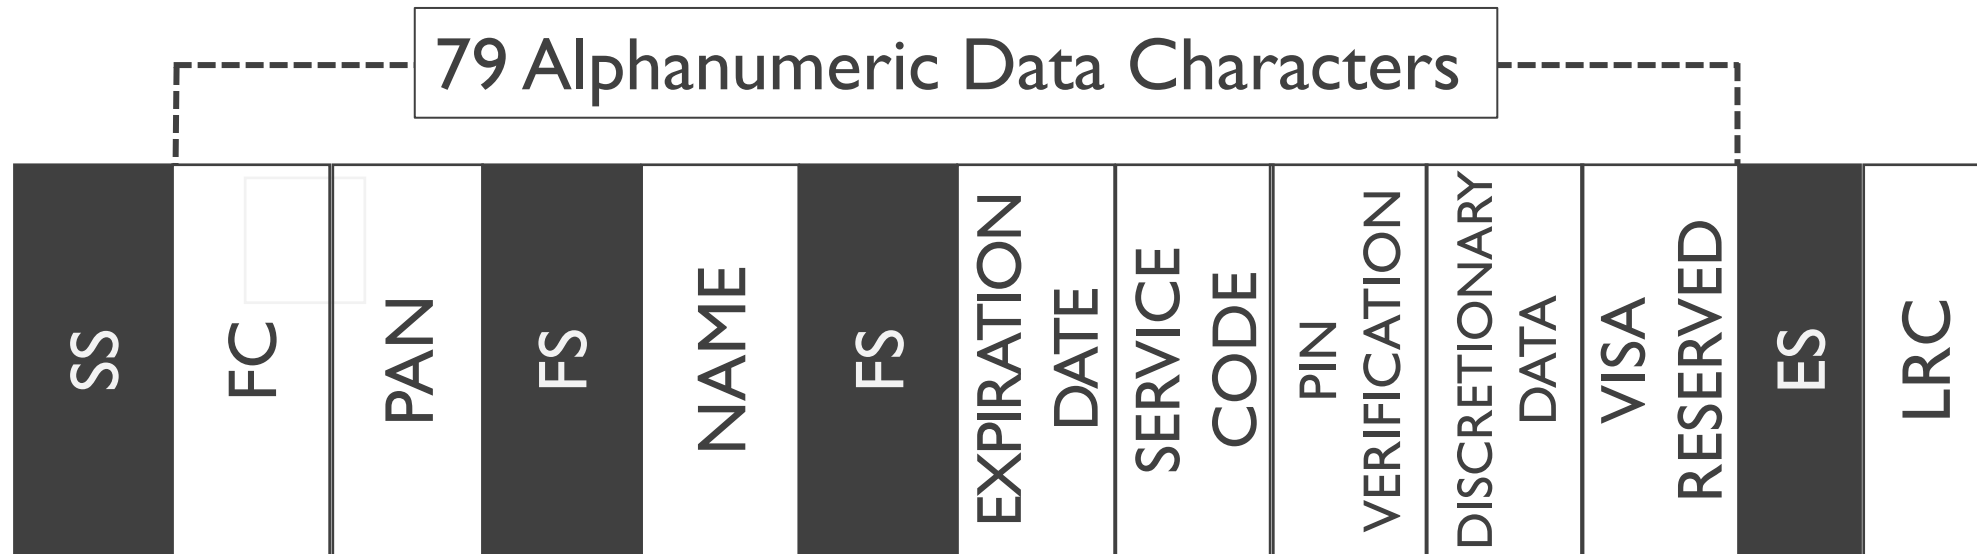 79 Alphanumeric Data Characters
SS
FC
PAN
FS
NAME
FS
EXPIRATION
DATE
SERVICE
CODE
PIN
VERIFICATION
DISCRETIONARY
DATA
VISA
RESERVED
ES
LRC